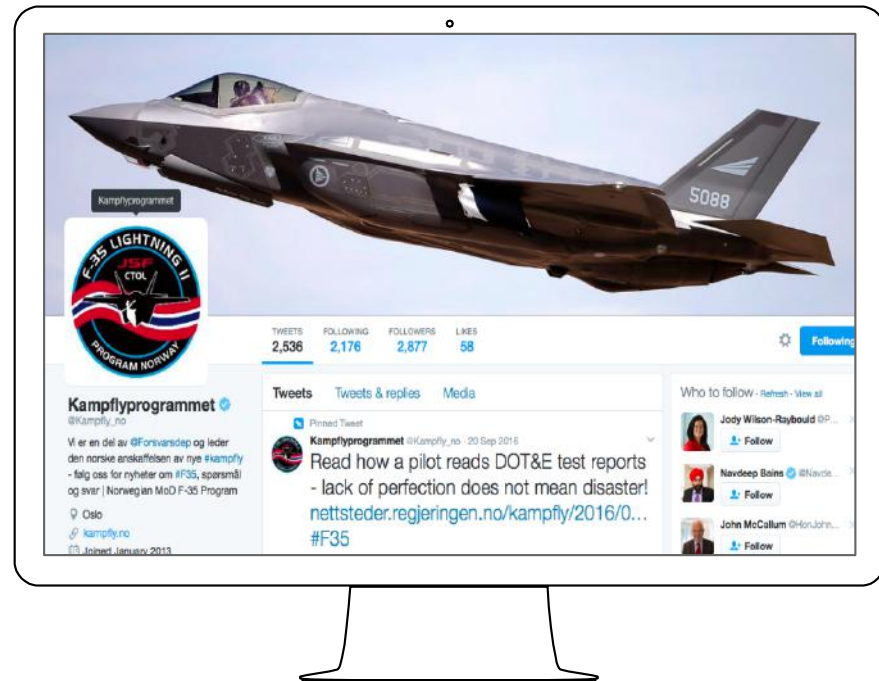 5088
Kampflyprogrammet
F-35 LIGHTNING II
JSF
CTOL
PROGRAM NORWAY
TWEETS FOLLOWING FOLLOWERS LIKES
2,536 2,176 2,877 58
Following
Kampflyprogrammet
@Kampfly_no
Vi er en del av @Forsvarsdep og leder
den norske anskaffelsen av nye #kampfly
- følg oss for nyheter om #F35, spørsmål
og svar | Norwegian MoD F-35 Program
Oslo
kampfly.no
Joined January 2013
Tweets Tweets & replies Media
Pinned Tweet
Kampflyprogrammet @Kampfly_no · 20 Sep 2016
Read how a pilot reads DOT&E test reports
- lack of perfection does not mean disaster!
nettsteder.regjeringen.no/kampfly/2016/0…
#F35
Who to follow · Refresh · View all
Jody Wilson-Raybould @P...
Follow
Navdeep Bains @Navde...
Follow
John McCallum @HonJohn...
Follow